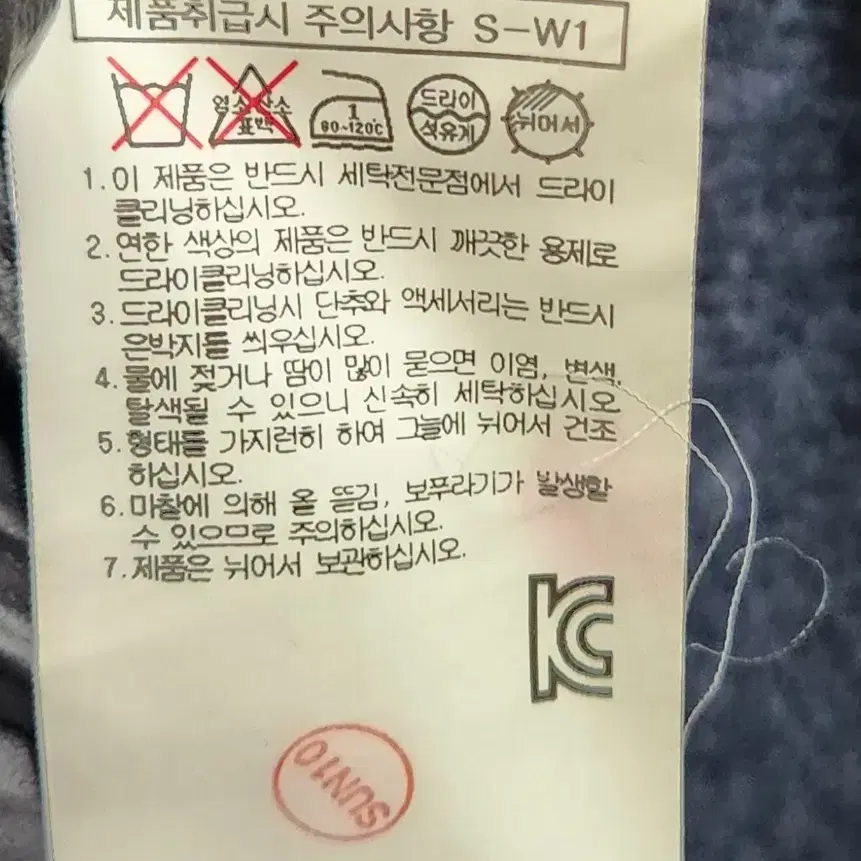 제품취급시 주의사항 S-W1
염소산소
표백
1
80~120℃
드라이
석유계
뉘어서
1.이 제품은 반드시 세탁전문점에서 드라이
클리닝하십시오.
2.연한 색상의 제품은 반드시 깨끗한 용제로
드라이클리닝하십시오.
3.드라이클리닝시 단추와 액세서리는 반드시
은박지를 씌우십시오.
4.물에 젖거나 땀이 많이 묻으면 이염, 변색,
탈색될 수 있으니 신속히 세탁하십시오
5.형태를 가지런히 하여 그늘에 뉘어서 건조
하십시오.
6.마찰에 의해 올 뜯김, 보푸라기가 발생할
수 있으므로 주의하십시오.
7.제품은 뉘어서 보관하십시오.
KC
SUN10